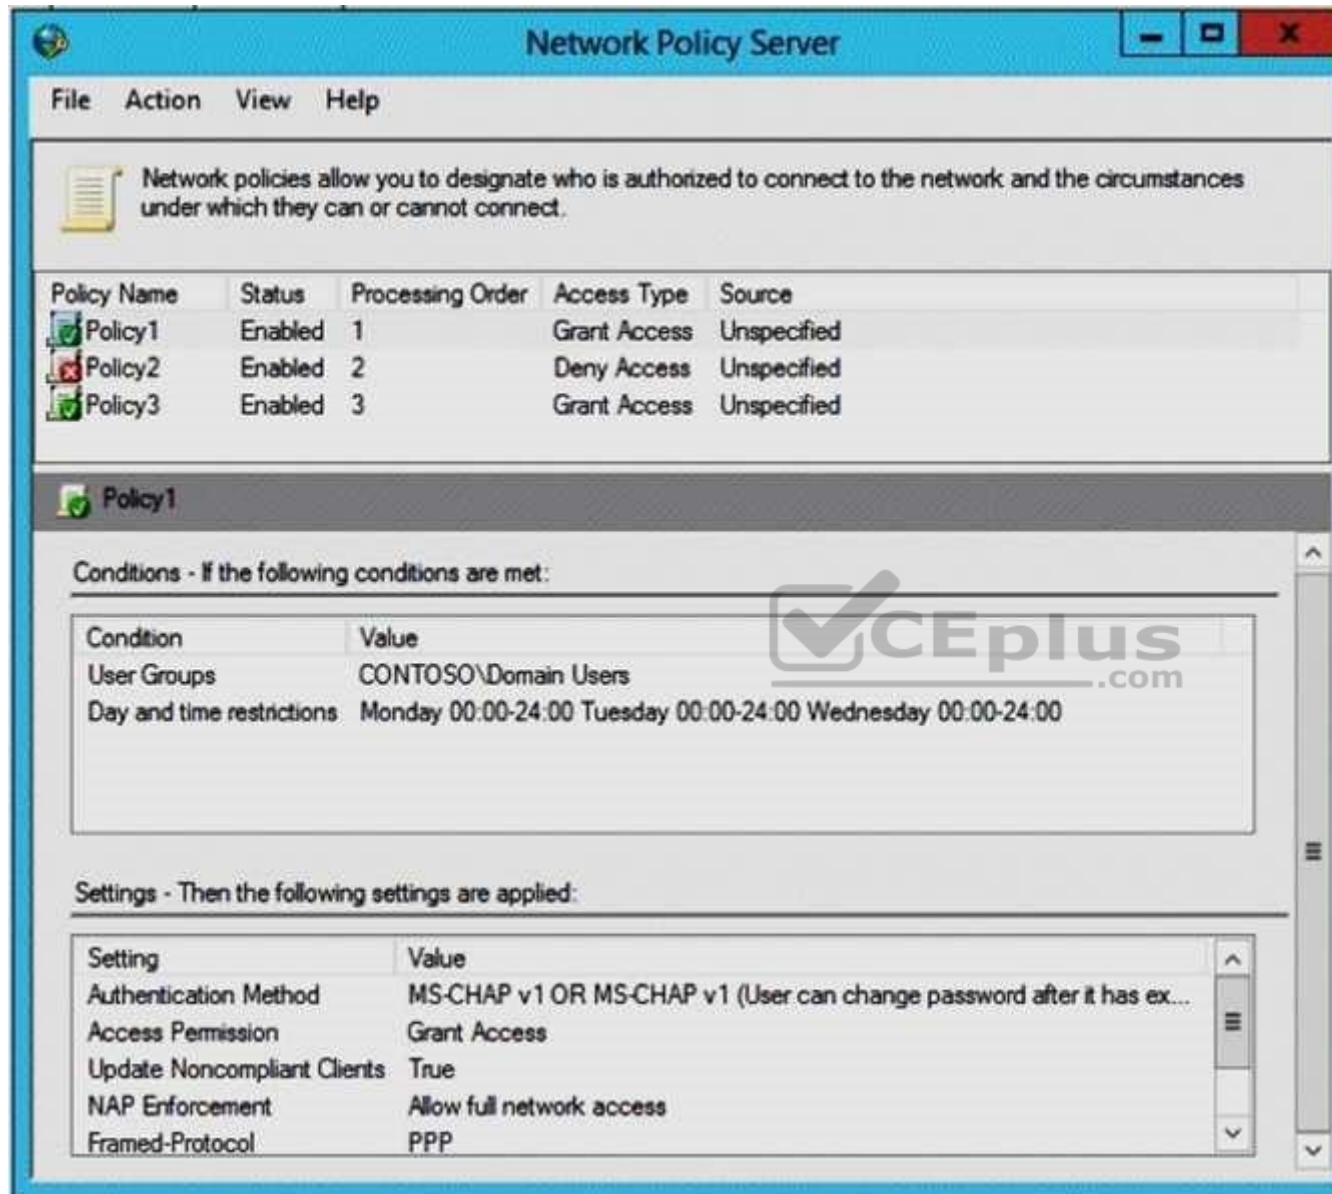 Network Policy Server
File Action View Help
Network policies allow you to designate who is authorized to connect to the network and the circumstances
under which they can or cannot connect.
Policy Name Status Processing Order Access Type Source
Policy1 Enabled 1 Grant Access Unspecified
Policy2 Enabled 2 Deny Access Unspecified
Policy3 Enabled 3 Grant Access Unspecified
Policy1
Conditions - If the following conditions are met:
Condition Value
User Groups CONTOSO\Domain Users
Day and time restrictions Monday 00:00-24:00 Tuesday 00:00-24:00 Wednesday 00:00-24:00
CEplus
.com
Settings - Then the following settings are applied:
Setting Value
Authentication Method MS-CHAP v1 OR MS-CHAP v1 (User can change password after it has ex...
Access Permission Grant Access
Update Noncompliant Clients True
NAP Enforcement Allow full network access
Framed-Protocol PPP